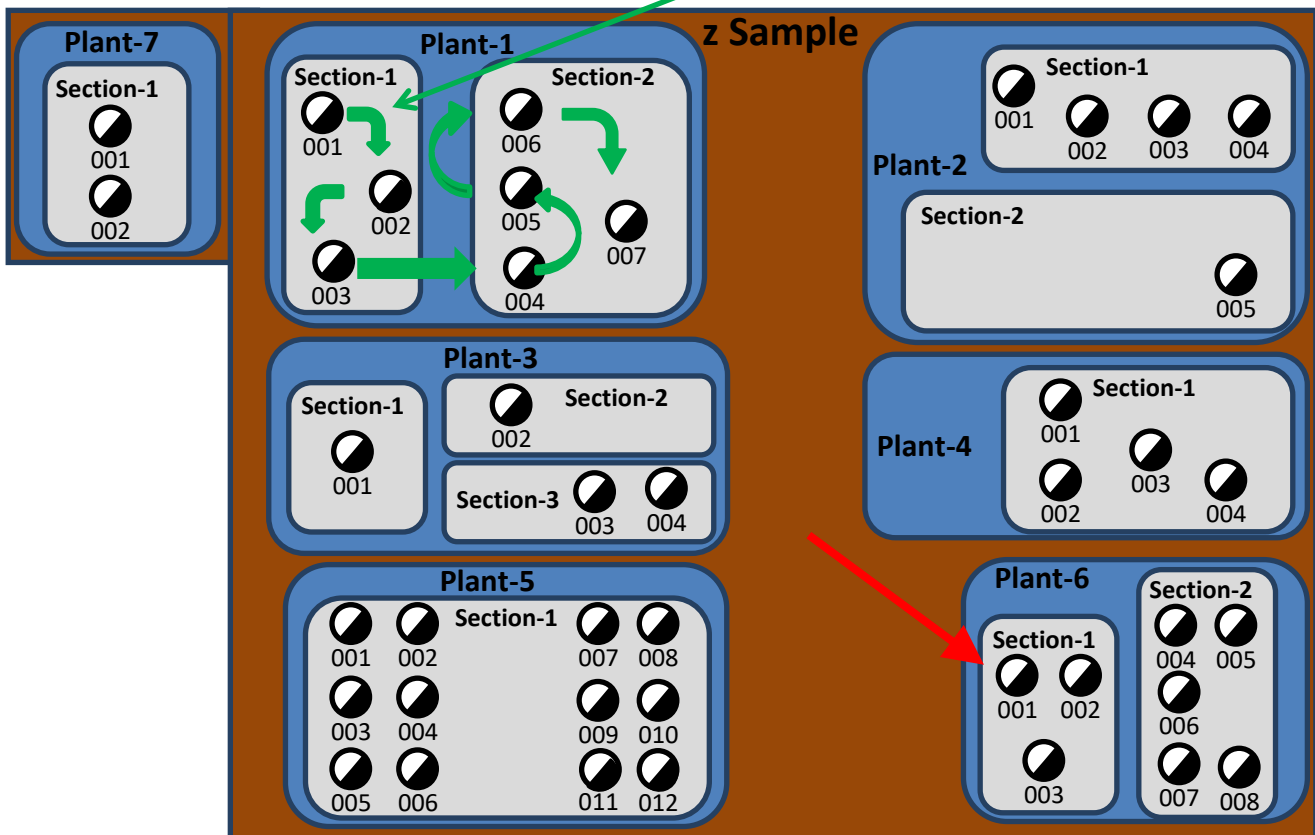 z Sample
Plant-7
Section-1
001
002
Plant-1
Section-1
001
002
003
Section-2
006
005
004
007
Plant-2
Section-1
001
002
003
004
Section-2
005
Plant-3
Section-1
001
Section-2
002
Section-3
003
004
Plant-4
Section-1
001
002
003
004
Plant-5
Section-1
001
002
007
008
003
004
009
010
005
006
011
012
Plant-6
Section-1
001
002
003
Section-2
004
005
006
007
008